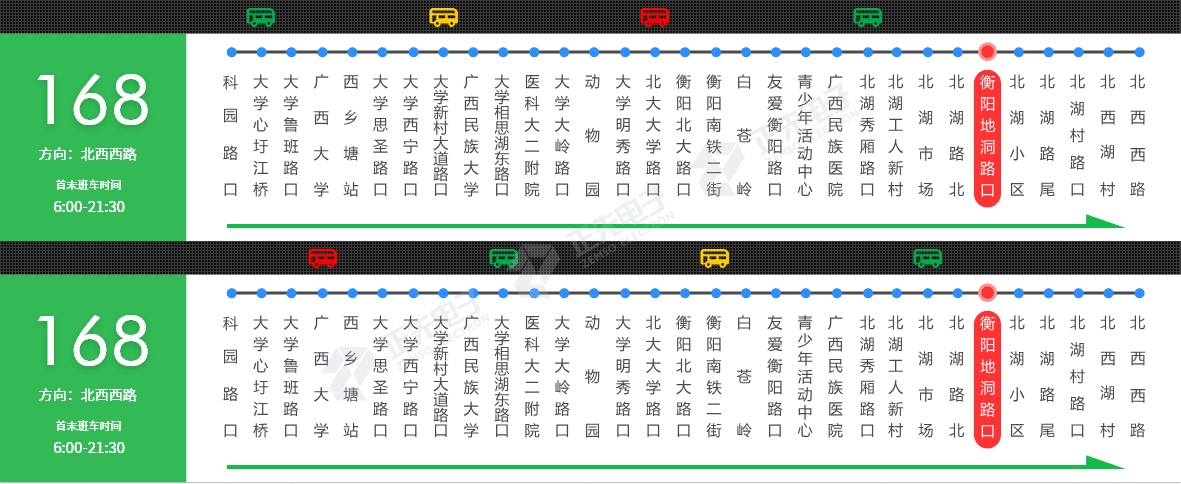 168
方向：北西西路
首末班车时间
6:00-21:30
科园路口
大学心圩江桥
大学鲁班路口
广西大学
西乡塘站
大学思圣路口
大学西宁路口
大学新村大道路口
广西民族大学
大学相思湖东路口
医科大二附院
大学大岭路口
动物园
大学明秀路口
北大大学路口
衡阳北大路口
衡阳南铁二街
白苍岭
友爱衡阳路口
青少年活动中心
广西民族医院
北湖秀厢路口
北湖工人新村
北湖市场
北湖路北
衡阳地洞路口
北湖小区
北湖路尾
北湖村路口
北西湖村
北西西路
正先电子
ZEMSO ELECTRON
168
方向：北西西路
首末班车时间
6:00-21:30
科园路口
大学心圩江桥
大学鲁班路口
广西大学
西乡塘站
大学思圣路口
大学西宁路口
大学新村大道路口
广西民族大学
大学相思湖东路口
医科大二附院
大学大岭路口
动物园
大学明秀路口
北大大学路口
衡阳北大路口
衡阳南铁二街
白苍岭
友爱衡阳路口
青少年活动中心
广西民族医院
北湖秀厢路口
北湖工人新村
北湖市场
北湖路北
衡阳地洞路口
北湖小区
北湖路尾
北湖村路口
北西湖村
北西西路